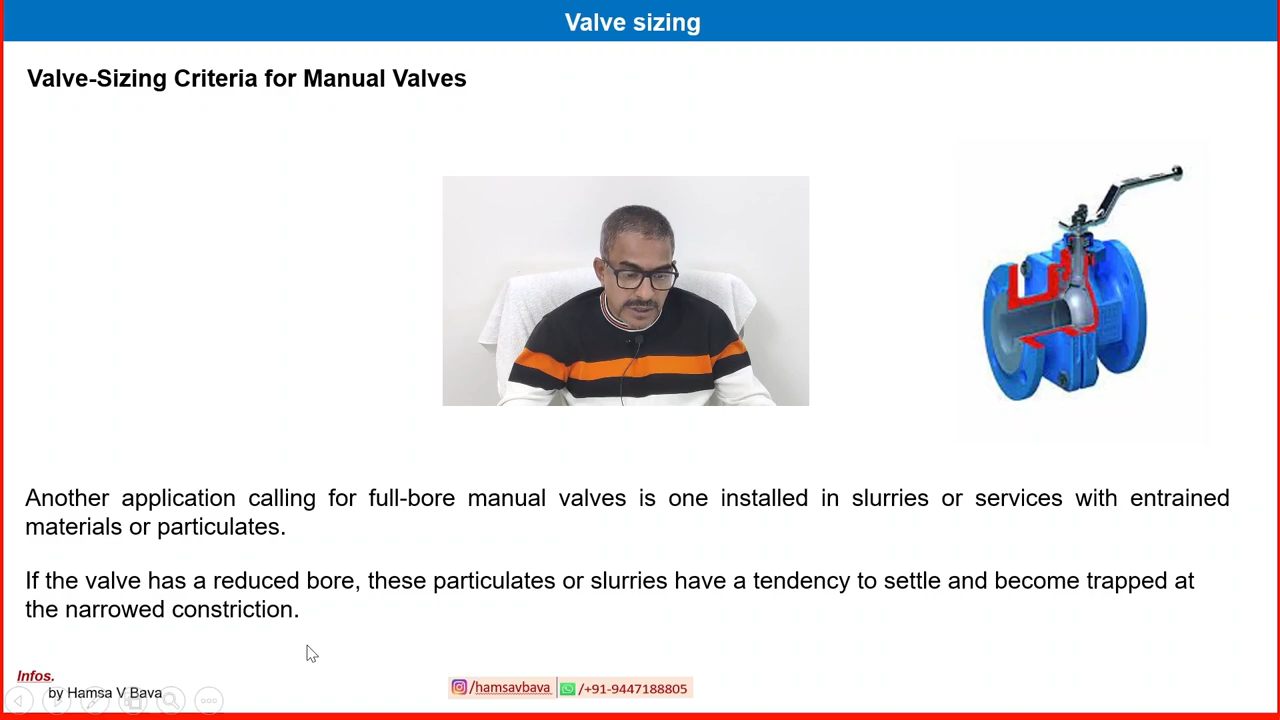 Valve sizing
Valve-Sizing Criteria for Manual Valves
Another application calling for full-bore manual valves is one installed in slurries or services with entrained
materials or particulates.
If the valve has a reduced bore, these particulates or slurries have a tendency to settle and become trapped at
the narrowed constriction.
Infos.
by Hamsa V Bava
/hamsavbava
/+91-9447188805